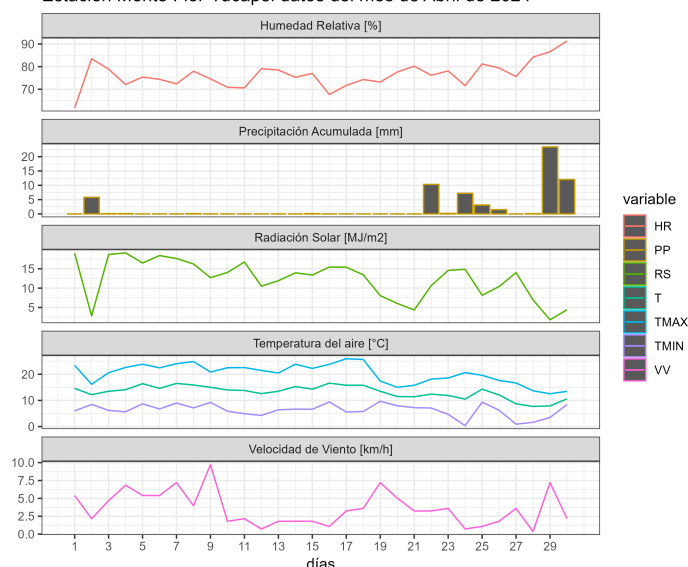 Estación Monte Flor Yucapel datos del mes de Abril de 2024
Humedad Relativa [%]
90
80
70
Precipitación Acumulada [mm]
20
15
10
5
0
Radiación Solar [MJ/m2]
15
10
5
Temperatura del aire [°C]
20
10
0
Velocidad de Viento [km/h]
10.0
7.5
5.0
2.5
0.0
1 3 5 7 9 11 13 15 17 19 21 23 25 27 29
días
variable
HR
PP
RS
T
TMAX
TMIN
VV